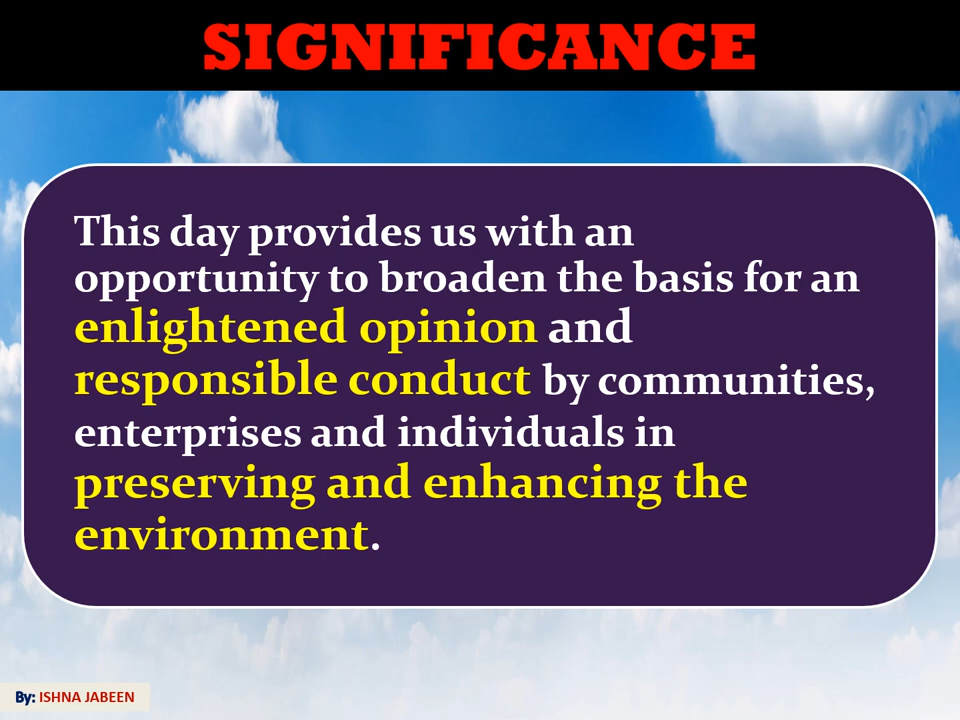 SIGNIFICANCE
This day provides us with an
opportunity to broaden the basis for an
enlightened opinion and
responsible conduct by communities,
enterprises and individuals in
preserving and enhancing the
environment.
By: ISHNA JABEEN